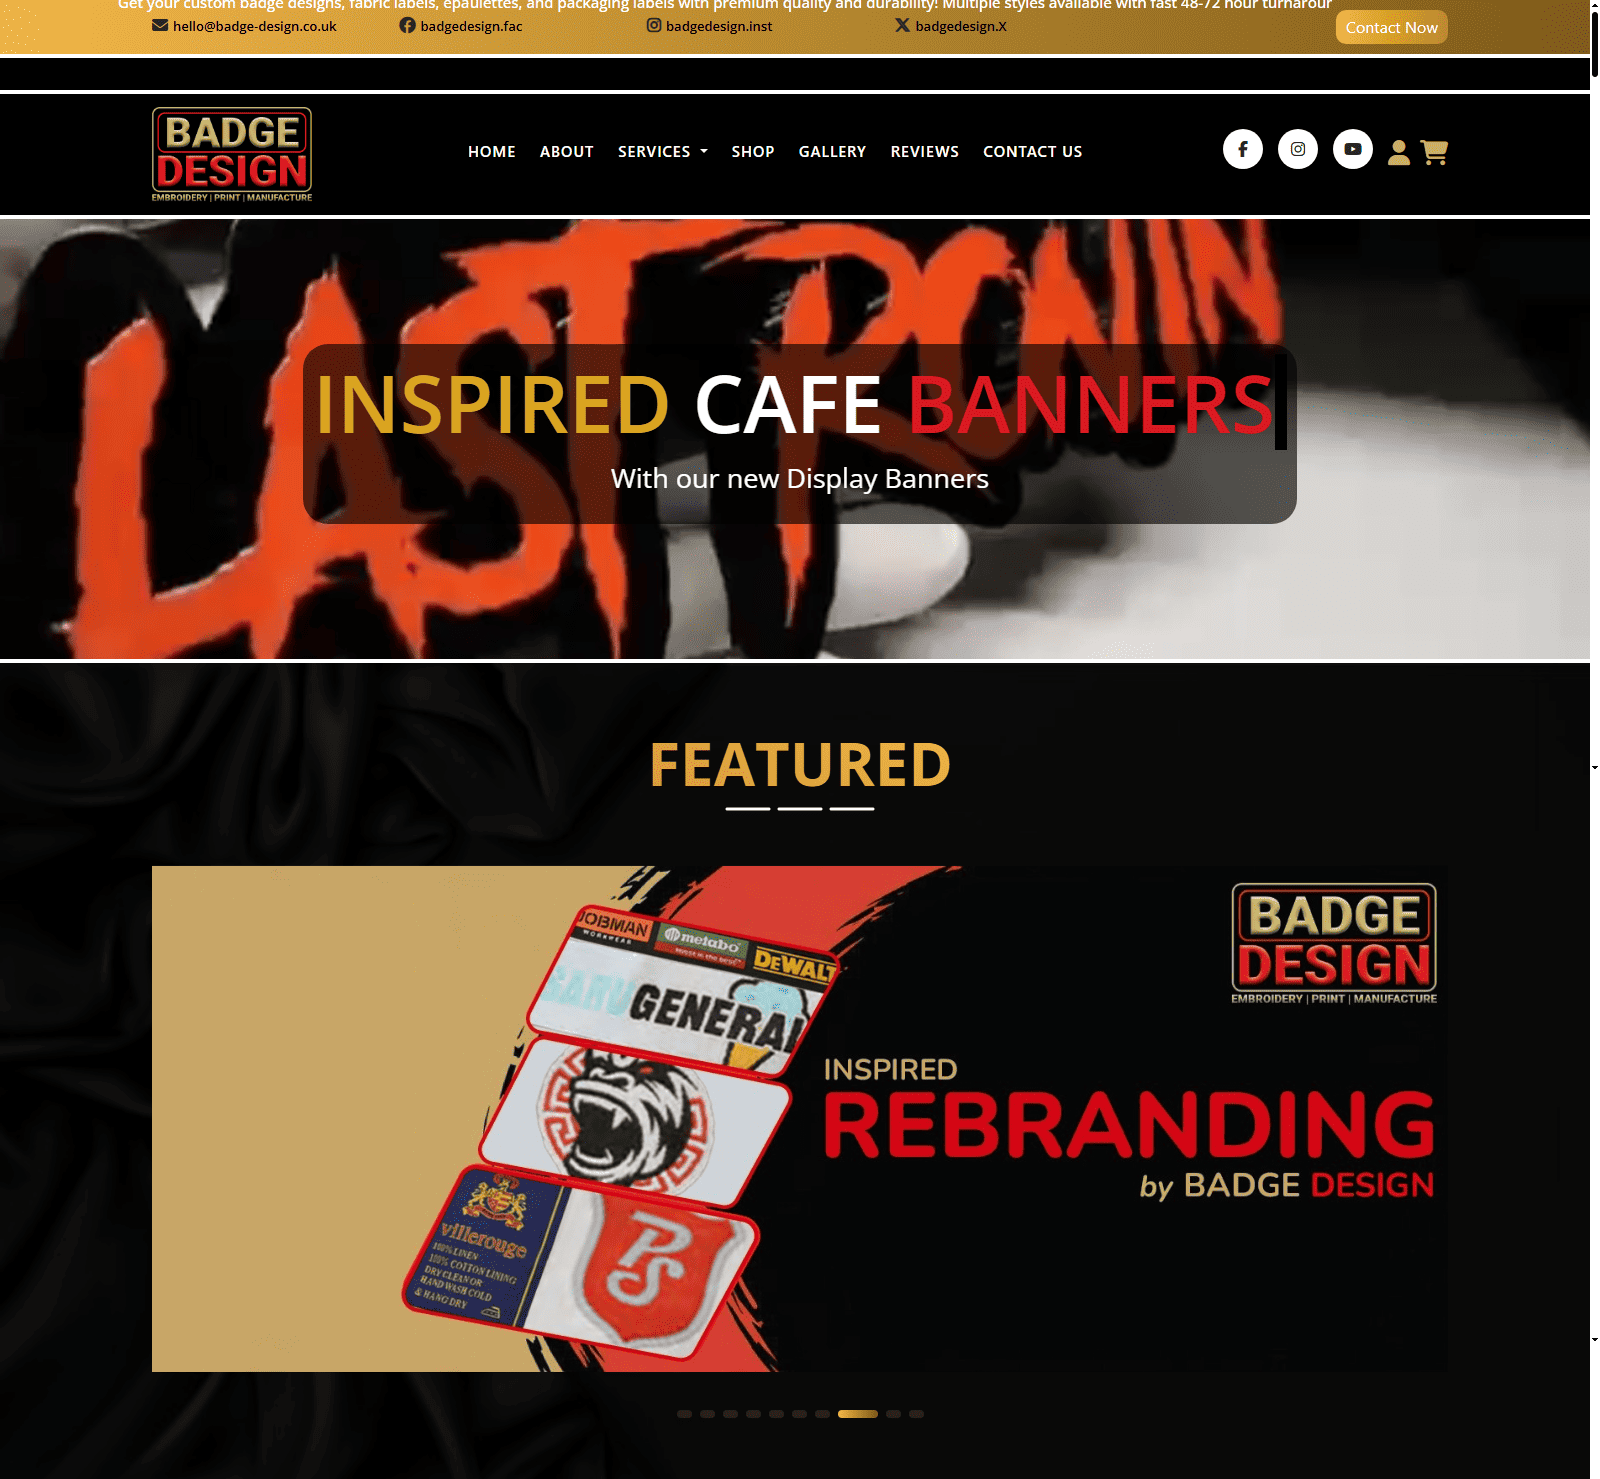 Get your custom badge designs, fabric labels, epaulettes, and packaging labels with premium quality and durability! Multiple styles available with fast 48-72 hour turnarour
hello@badge-design.co.uk badgedesign.fac badgedesign.inst badgedesign.X Contact Now
BADGE
DESIGN
EMBROIDERY | PRINT | MANUFACTURE
HOME ABOUT SERVICES SHOP GALLERY REVIEWS CONTACT US
LAST RONIN
INSPIRED CAFE BANNERS
With our new Display Banners
FEATURED
BADGE
DESIGN
EMBROIDERY | PRINT | MANUFACTURE
JOBMAN
WORKWEAR
metabo
DEWALT
GENERAL
INSPIRED
REBRANDING
by BADGE DESIGN
villerouge
100% LINEN
100% COTTON LINING
DRY CLEAN OR
HAND WASH COLD
& HANG DRY
PS